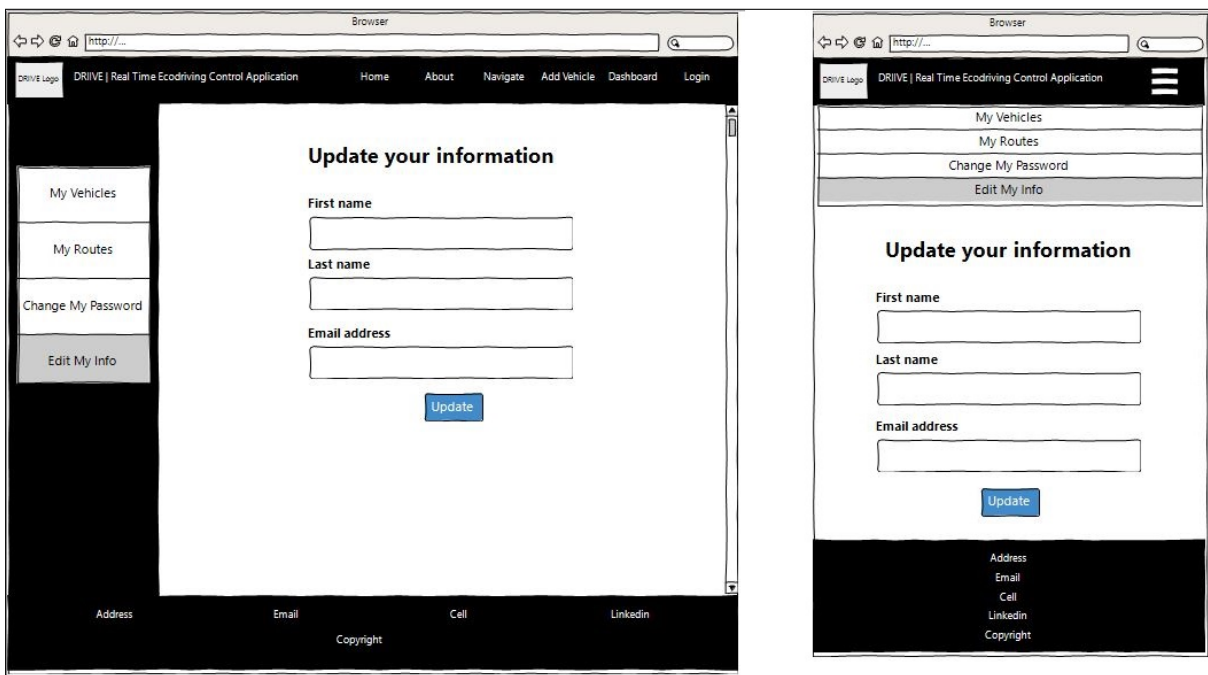 Browser
http://...
DRIIVE Logo DRIIVE | Real Time Ecodriving Control Application Home About Navigate Add Vehicle Dashboard Login
My Vehicles
My Routes
Change My Password
Edit My Info
Update your information
First name
Last name
Email address
Update
Address Email Cell Linkedin
Copyright
Browser
http://...
DRIIVE Logo DRIIVE | Real Time Ecodriving Control Application
My Vehicles
My Routes
Change My Password
Edit My Info
Update your information
First name
Last name
Email address
Update
Address
Email
Cell
Linkedin
Copyright